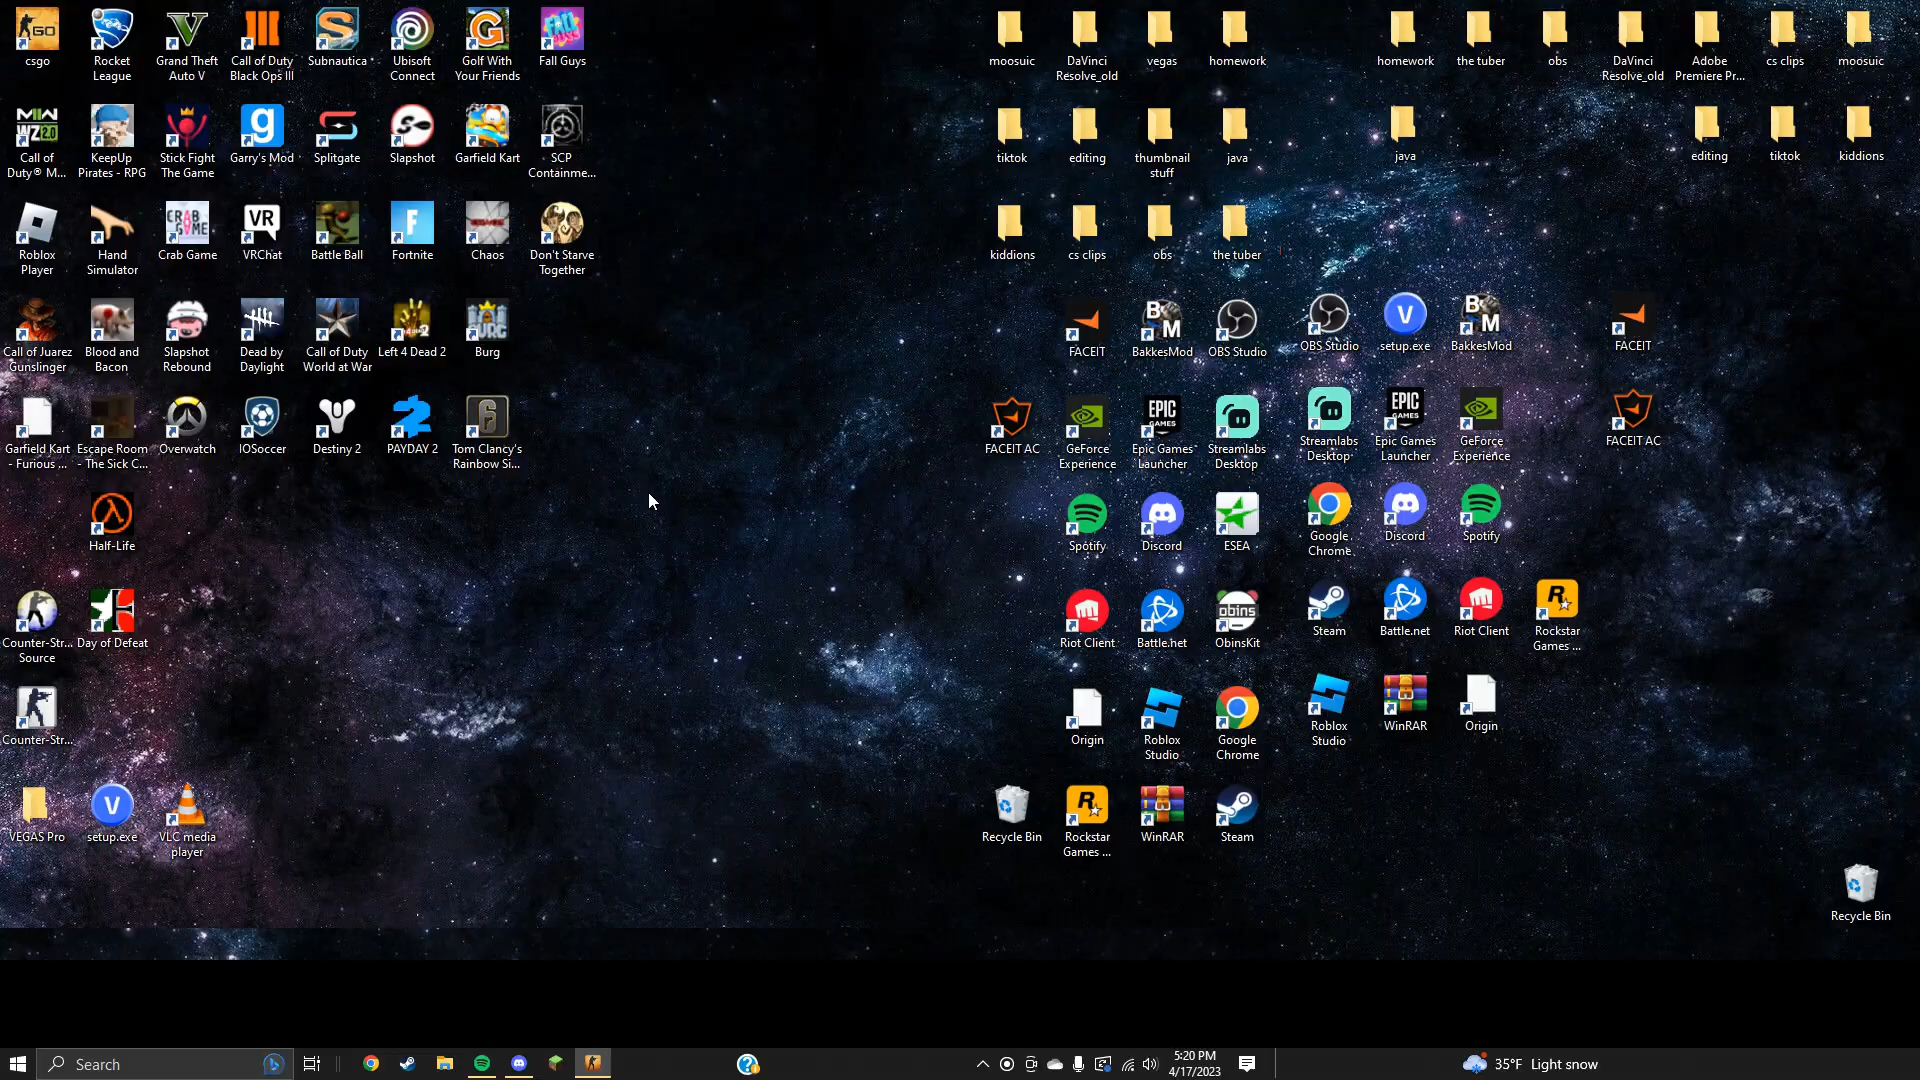 csgo
Rocket
League
Grand Theft
Auto V
Call of Duty
Black Ops III
Subnautica
Ubisoft
Connect
Golf With
Your Friends
Fall Guys
moosuic
DaVinci
Resolve_old
vegas
homework
homework
the tuber
obs
DaVinci
Resolve_old
Adobe
Premiere Pr...
cs clips
moosuic
Call of
Duty® M...
KeepUp
Pirates - RPG
Stick Fight
The Game
Garry's Mod
Splitgate
Slapshot
Garfield Kart
SCP
Containme...
tiktok
editing
thumbnail
stuff
java
java
editing
tiktok
kiddions
Roblox
Player
Hand
Simulator
Crab Game
VRChat
Battle Ball
Fortnite
Chaos
Don't Starve
Together
kiddions
cs clips
obs
the tuber
Call of Juarez
Gunslinger
Blood and
Bacon
Slapshot
Rebound
Dead by
Daylight
Call of Duty
World at War
Left 4 Dead 2
Burg
FACEIT
BakkesMod
OBS Studio
OBS Studio
setup.exe
BakkesMod
FACEIT
Garfield Kart
- Furious ...
Escape Room
- The Sick C...
Overwatch
IOSoccer
Destiny 2
PAYDAY 2
Tom Clancy's
Rainbow Si...
FACEIT AC
GeForce
Experience
Epic Games
Launcher
Streamlabs
Desktop
Streamlabs
Desktop
Epic Games
Launcher
GeForce
Experience
FACEIT AC
Half-Life
Spotify
Discord
ESEA
Google
Chrome
Discord
Spotify
Counter-Str...
Source
Day of Defeat
Riot Client
Battle.net
ObinsKit
Steam
Battle.net
Riot Client
Rockstar
Games ...
Counter-Str...
Origin
Roblox
Studio
Google
Chrome
Roblox
Studio
WinRAR
Origin
VEGAS Pro
setup.exe
VLC media
player
Recycle Bin
Rockstar
Games ...
WinRAR
Steam
Recycle Bin
Search
5:20 PM
4/17/2023
35°F Light snow